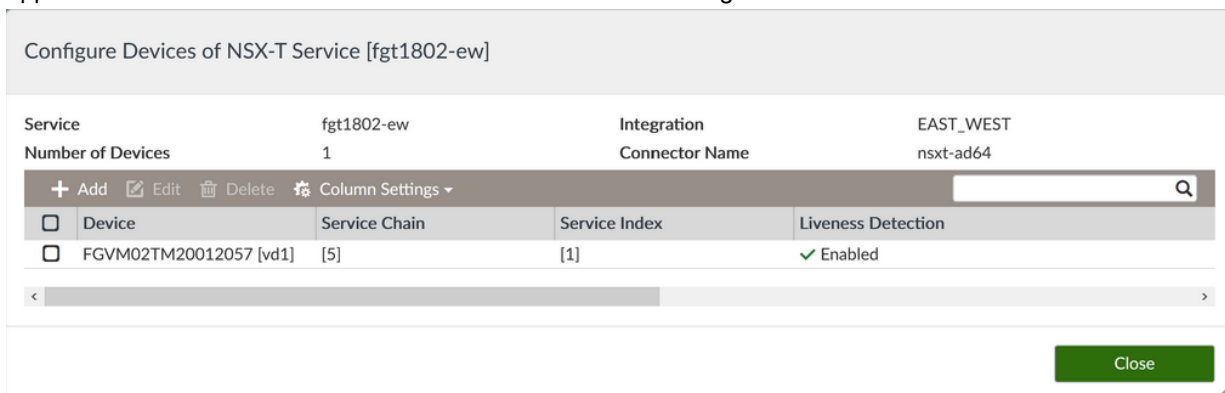 Configure Devices of NSX-T Service [fgt1802-ew]
Service fgt1802-ew Integration EAST_WEST
Number of Devices 1 Connector Name nsxt-ad64
Add Edit Delete Column Settings
Device Service Chain Service Index Liveness Detection
FGVM02TM20012057 [vd1] [5] [1] Enabled
Close